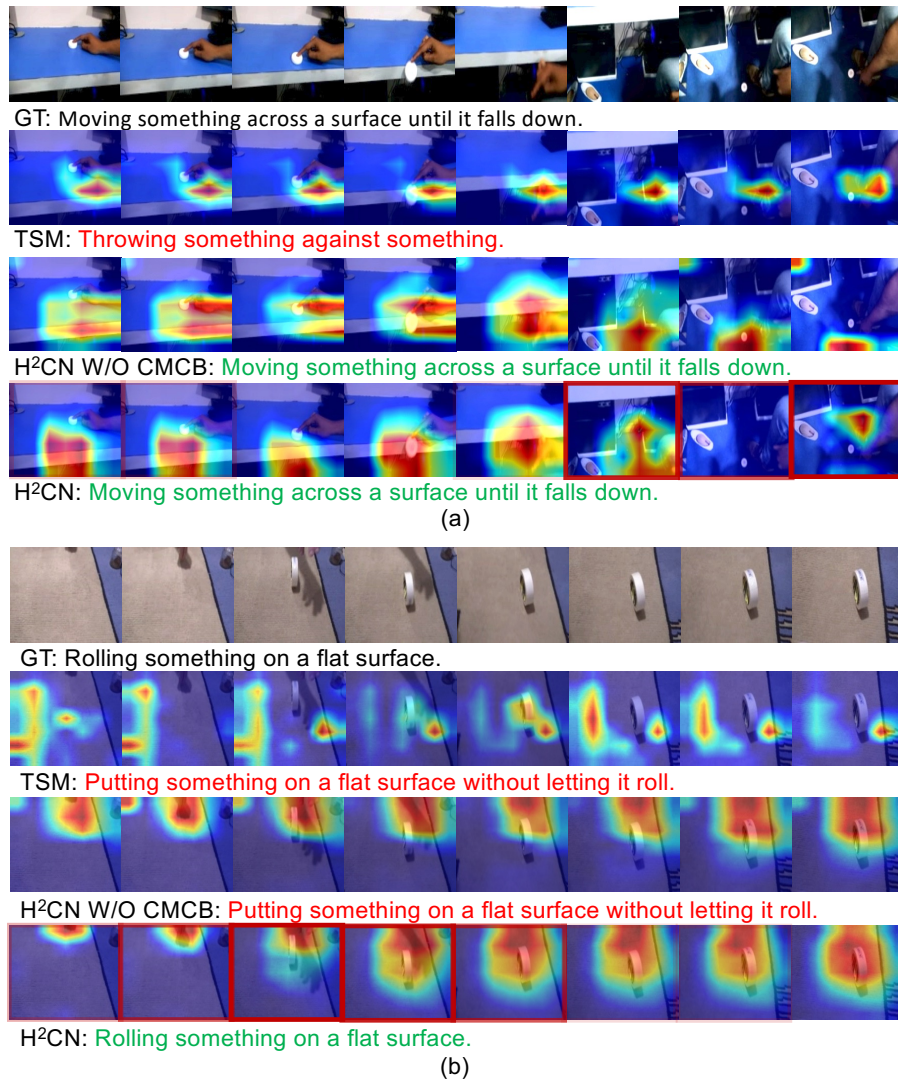 GT: Moving something across a surface until it falls down.
TSM: Throwing something against something.
H²CN W/O CMCB: Moving something across a surface until it falls down.
H²CN: Moving something across a surface until it falls down.
(a)
GT: Rolling something on a flat surface.
TSM: Putting something on a flat surface without letting it roll.
H²CN W/O CMCB: Putting something on a flat surface without letting it roll.
H²CN: Rolling something on a flat surface.
(b)